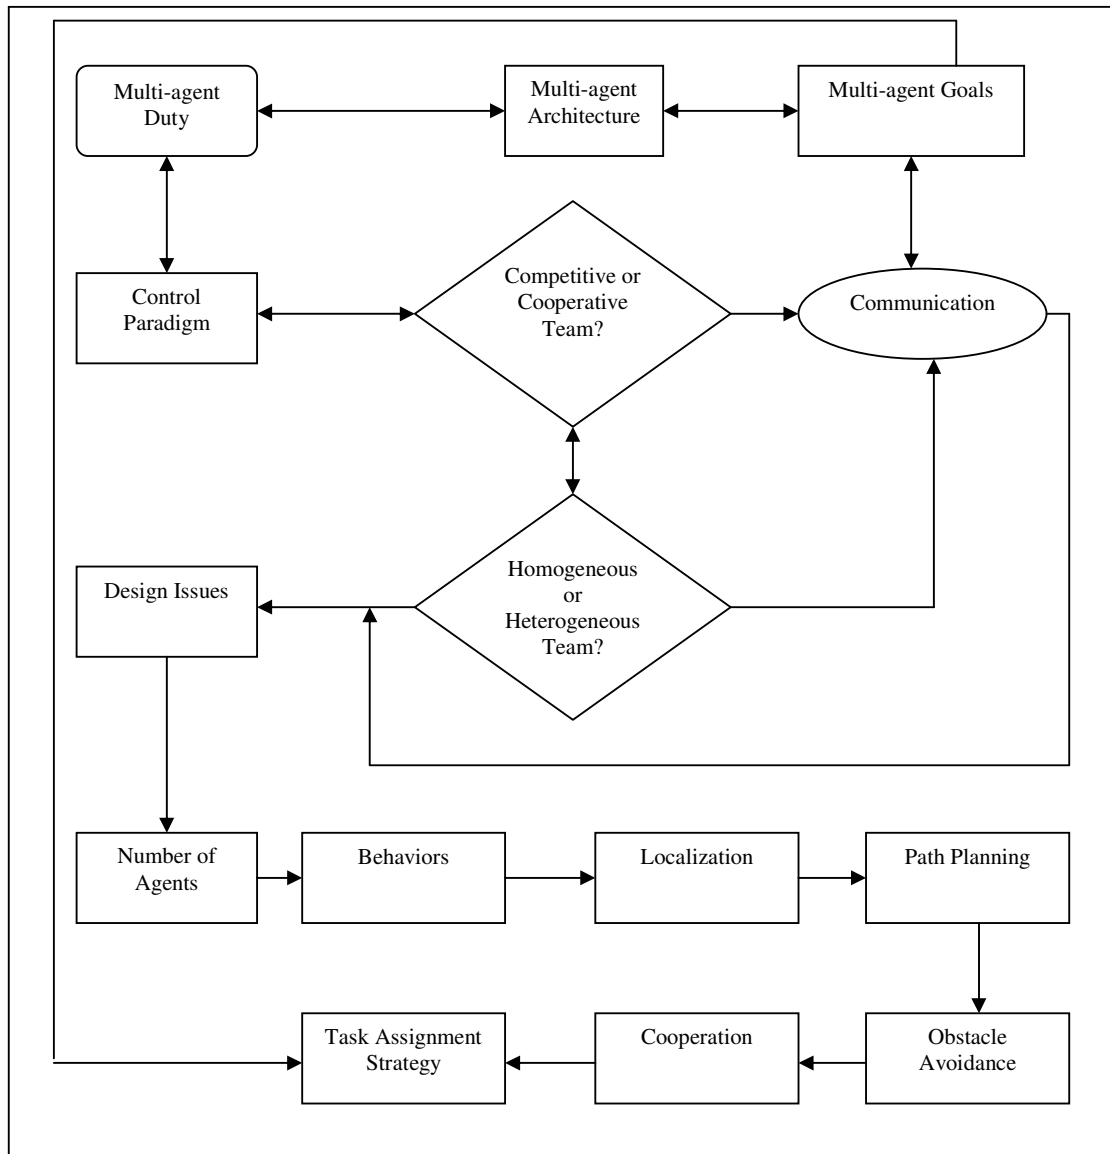 Multi-agent
Duty
Multi-agent
Architecture
Multi-agent Goals
Control
Paradigm
Competitive or
Cooperative
Team?
Communication
Design Issues
Homogeneous
or
Heterogeneous
Team?
Number of
Agents
Behaviors
Localization
Path Planning
Task Assignment
Strategy
Cooperation
Obstacle
Avoidance